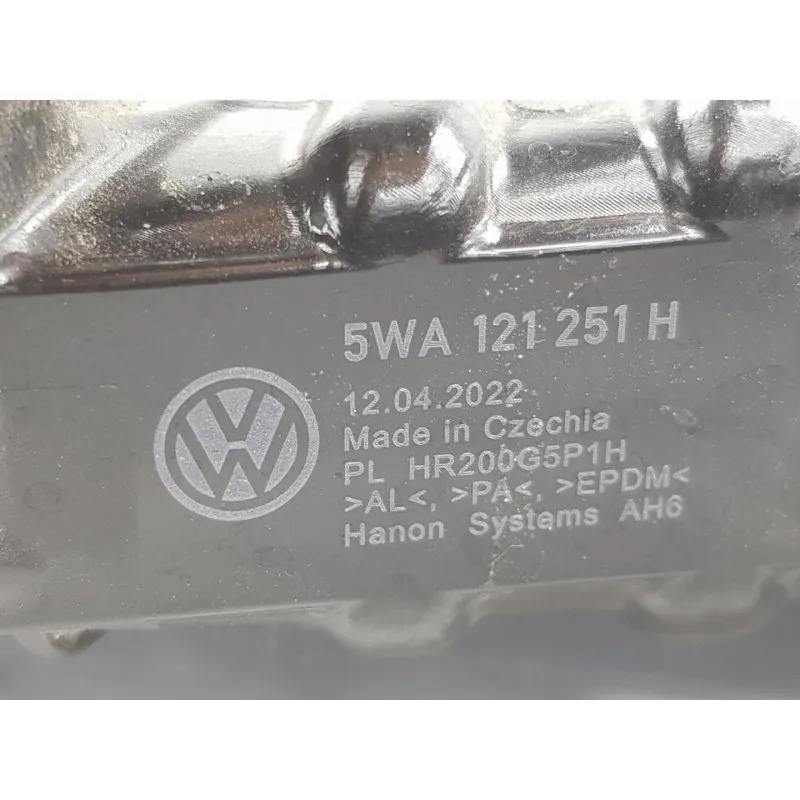 5WA 121 251 H
12.04.2022
Made in Czechia
PL HR200G5P1H
>AL<, >PA<, >EPDM<
Hanon Systems AH6